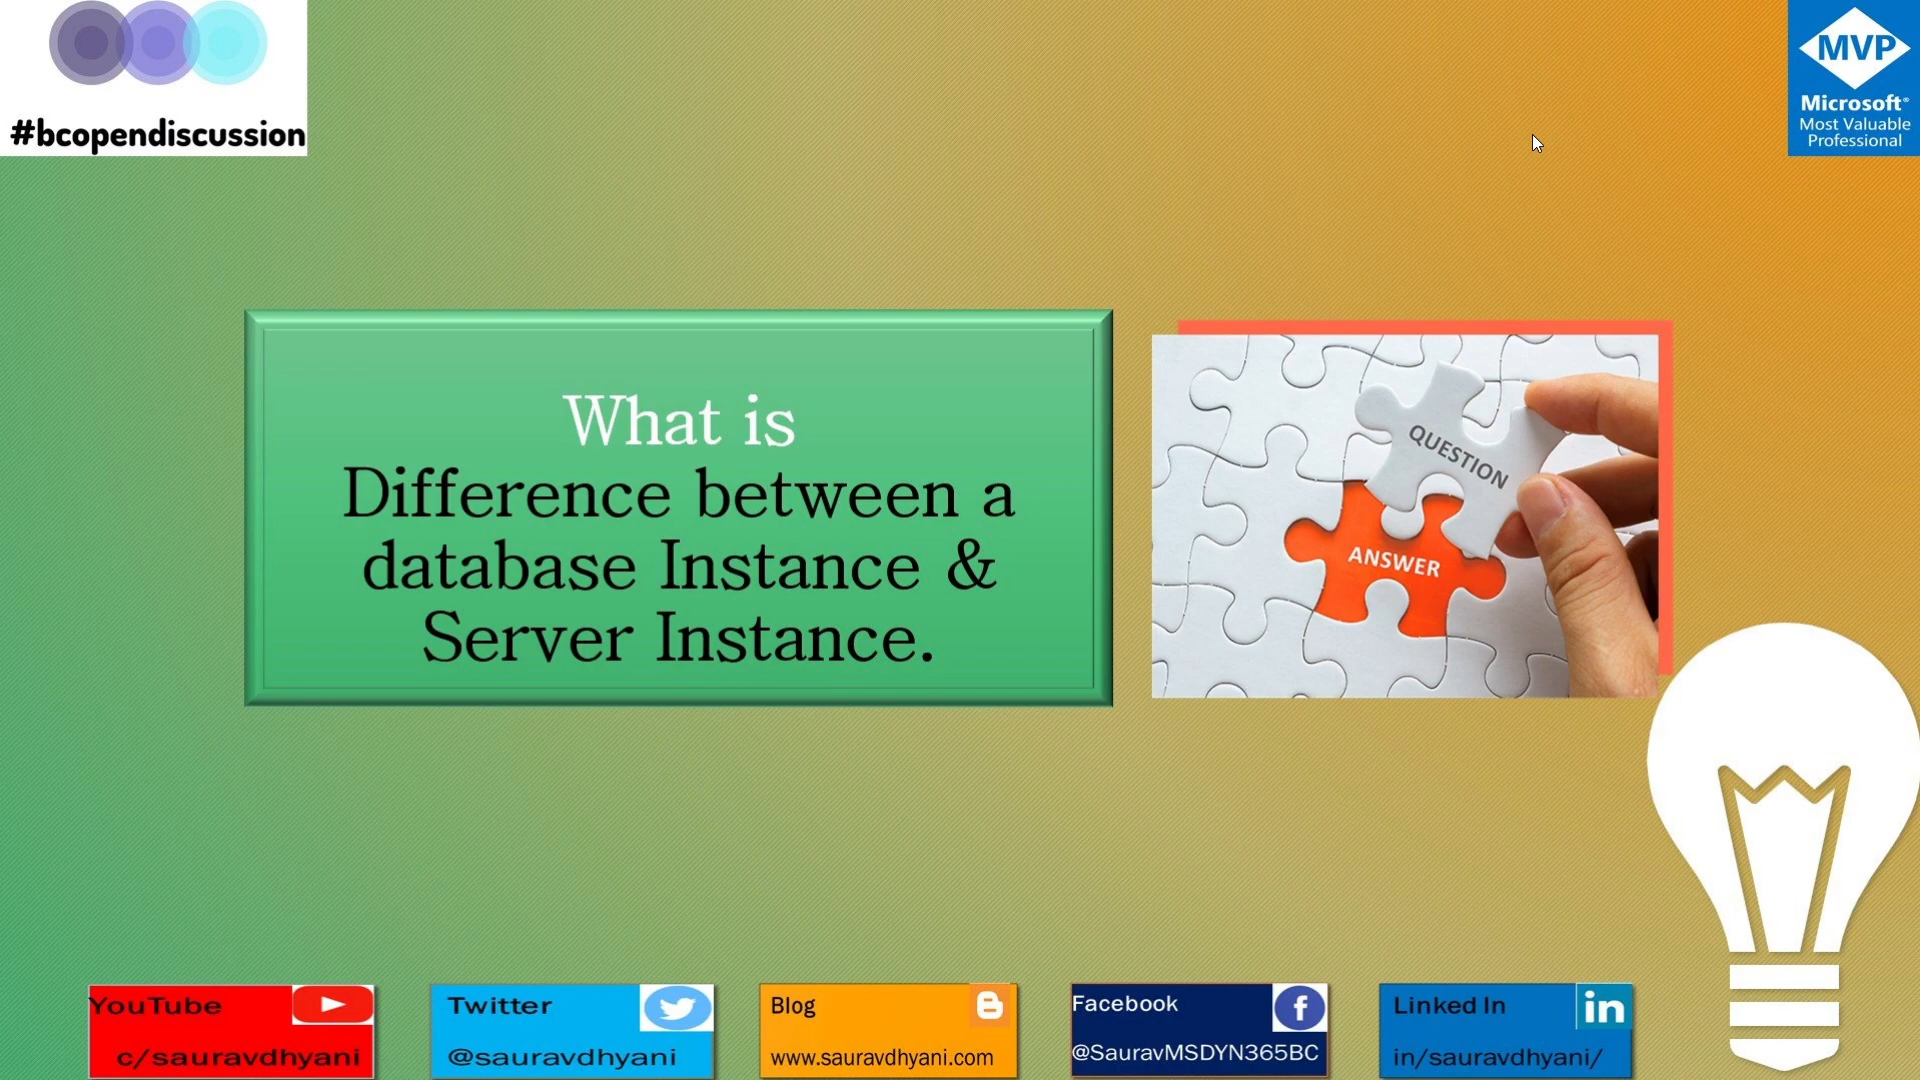 #bcopendiscussion
MVP
Microsoft®
Most Valuable
Professional
What is
Difference between a
database Instance &
Server Instance.
QUESTION
ANSWER
YouTube
c/sauravdhyani
Twitter
@sauravdhyani
Blog
www.sauravdhyani.com
Facebook
@SauravMSDYN365BC
Linked In
in
in/sauravdhyani/